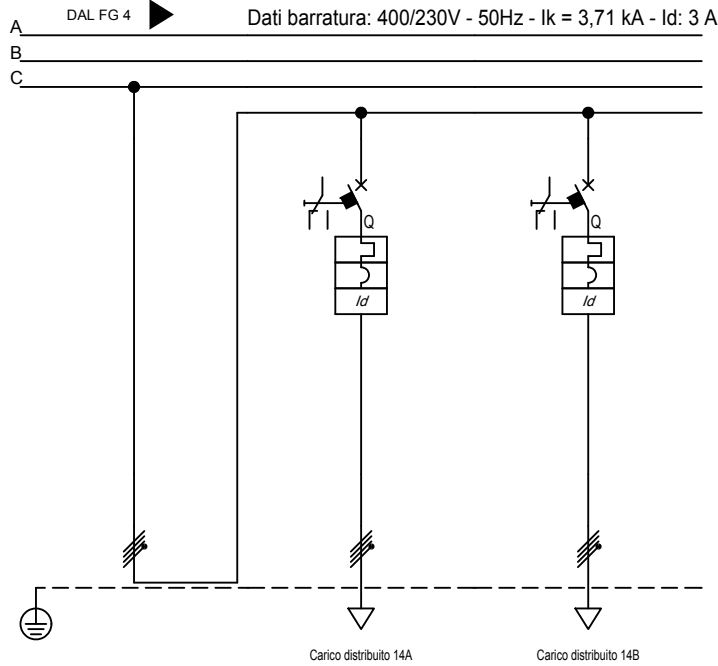 DAL FG 4
Dati barratura: 400/230V - 50Hz - Ik = 3,71 kA - Id: 3 A
A
B
C
Q
Q
Id
Id
Carico distribuito 14A
Carico distribuito 14B